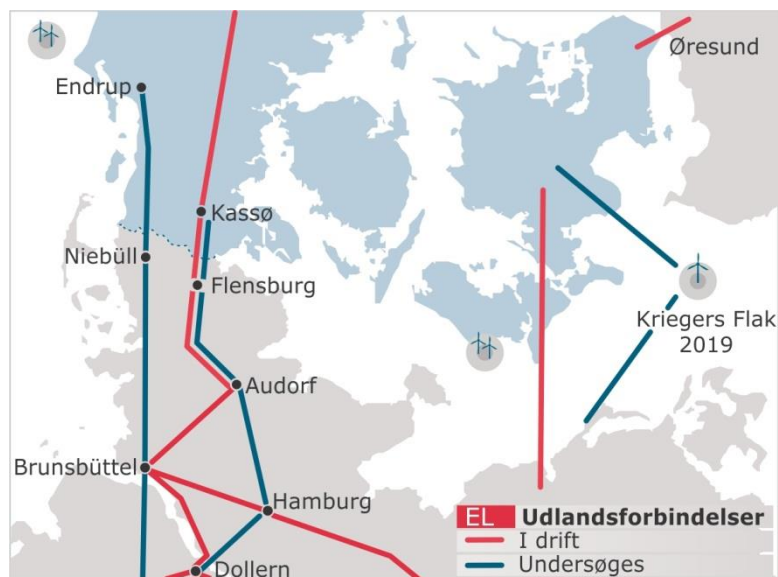 Øresund
Endrup
Kassø
Niebüll
Flensburg
Kriegers Flak
2019
Audorf
Brunsbüttel
Hamburg
EL Udlandsforbindelser
I drift
Undersøges
Dollern